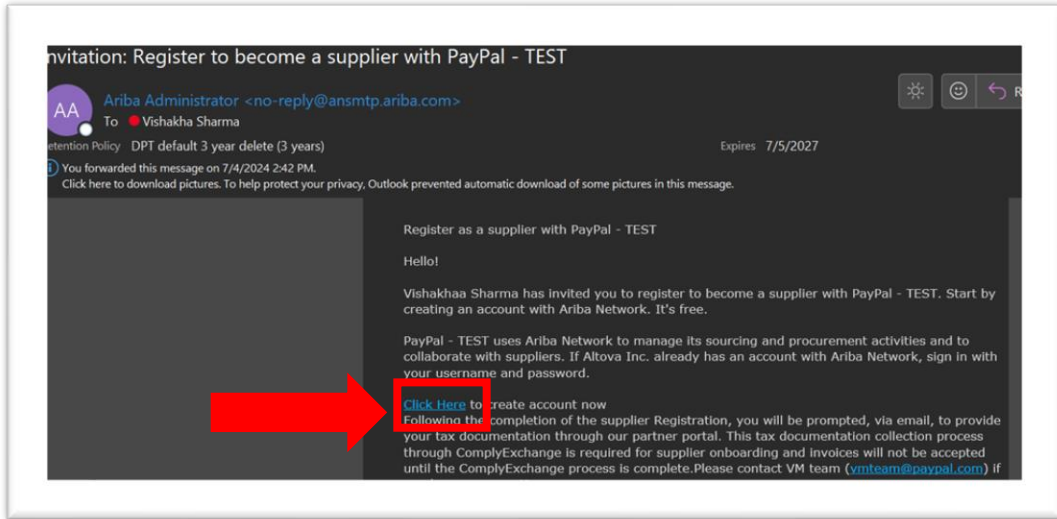 nvitation: Register to become a supplier with PayPal - TEST
AA
Ariba Administrator <no-reply@ansmtp.ariba.com>
To Vishakha Sharma
etention Policy DPT default 3 year delete (3 years)
Expires 7/5/2027
You forwarded this message on 7/4/2024 2:42 PM.
Click here to download pictures. To help protect your privacy, Outlook prevented automatic download of some pictures in this message.
Register as a supplier with PayPal - TEST
Hello!
Vishakhaa Sharma has invited you to register to become a supplier with PayPal - TEST. Start by
creating an account with Ariba Network. It's free.
PayPal - TEST uses Ariba Network to manage its sourcing and procurement activities and to
collaborate with suppliers. If Altova Inc. already has an account with Ariba Network, sign in with
your username and password.
Click Here to create account now
Following the completion of the supplier Registration, you will be prompted, via email, to provide
your tax documentation through our partner portal. This tax documentation collection process
through ComplyExchange is required for supplier onboarding and invoices will not be accepted
until the ComplyExchange process is complete.Please contact VM team (vmteam@paypal.com) if